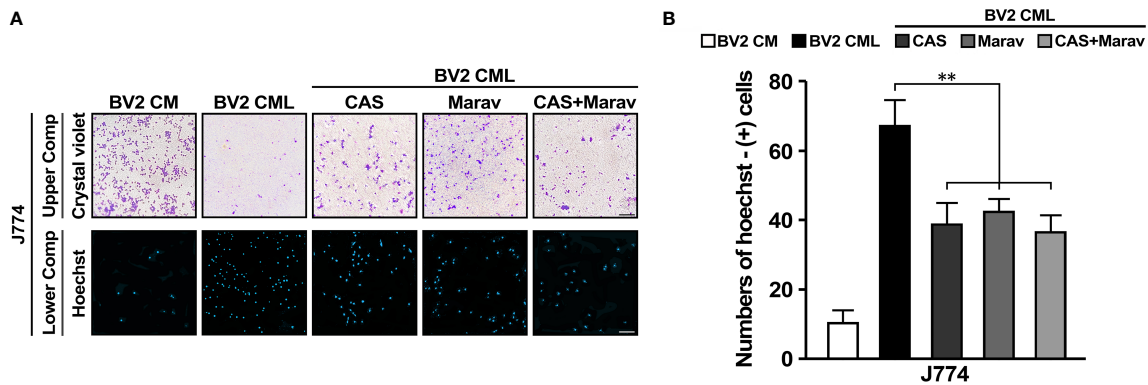 A
BV2 CML
BV2 CM
BV2 CML
CAS
Marav
CAS+Marav
J774
Upper Comp
Crystal violet
Lower Comp
Hoechst
B
BV2 CML
BV2 CM
BV2 CML
CAS
Marav
CAS+Marav
Numbers of hoechst - (+) cells
80
60
40
20
0
**
J774